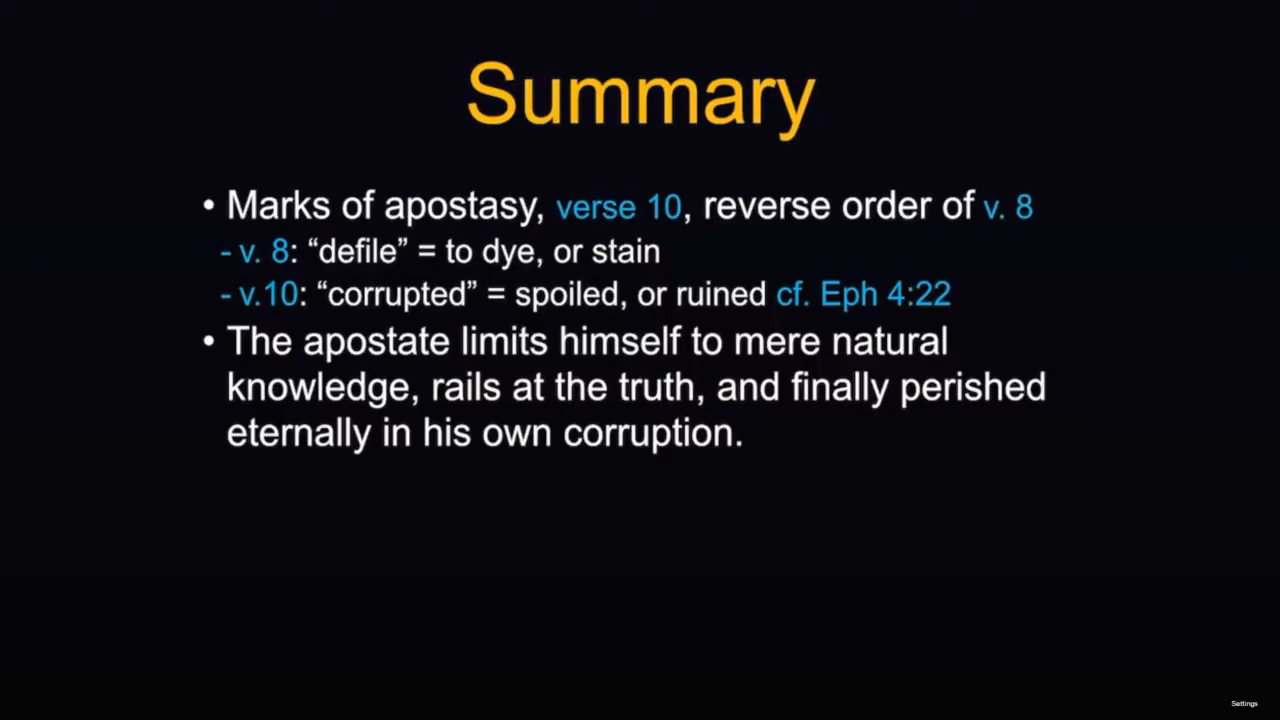 Summary
• Marks of apostasy, verse 10, reverse order of v. 8
- v. 8: “defile” = to dye, or stain
- v.10: “corrupted” = spoiled, or ruined cf. Eph 4:22
• The apostate limits himself to mere natural
knowledge, rails at the truth, and finally perished
eternally in his own corruption.
Settings